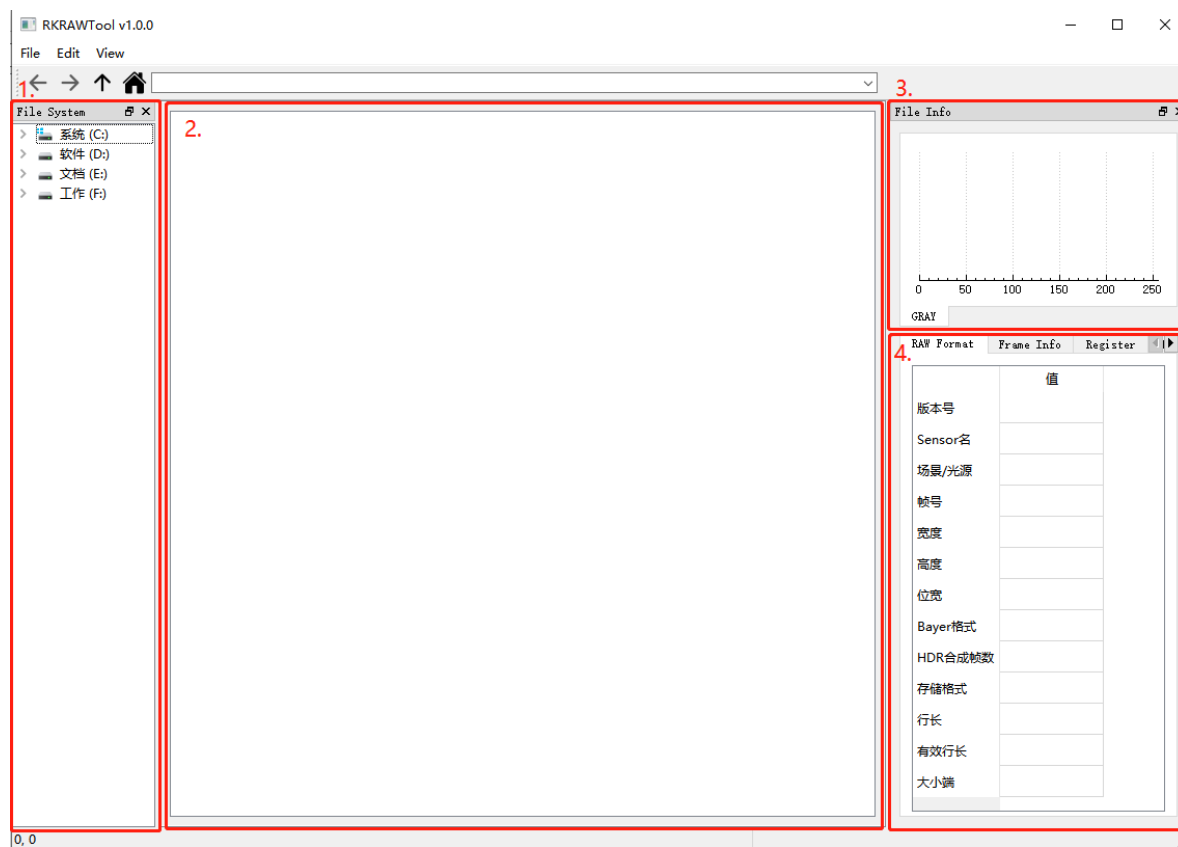 RKRAWTool v1.0.0
File Edit View
1.
File System
系统 (C:)
软件 (D:)
文档 (E:)
工作 (F:)
2.
3.
File Info
0 50 100 150 200 250
GRAY
4.
RAW Format Frame Info Register
值
版本号
Sensor名
场景/光源
帧号
宽度
高度
位宽
Bayer格式
HDR合成帧数
存储格式
行长
有效行长
大小端
0, 0